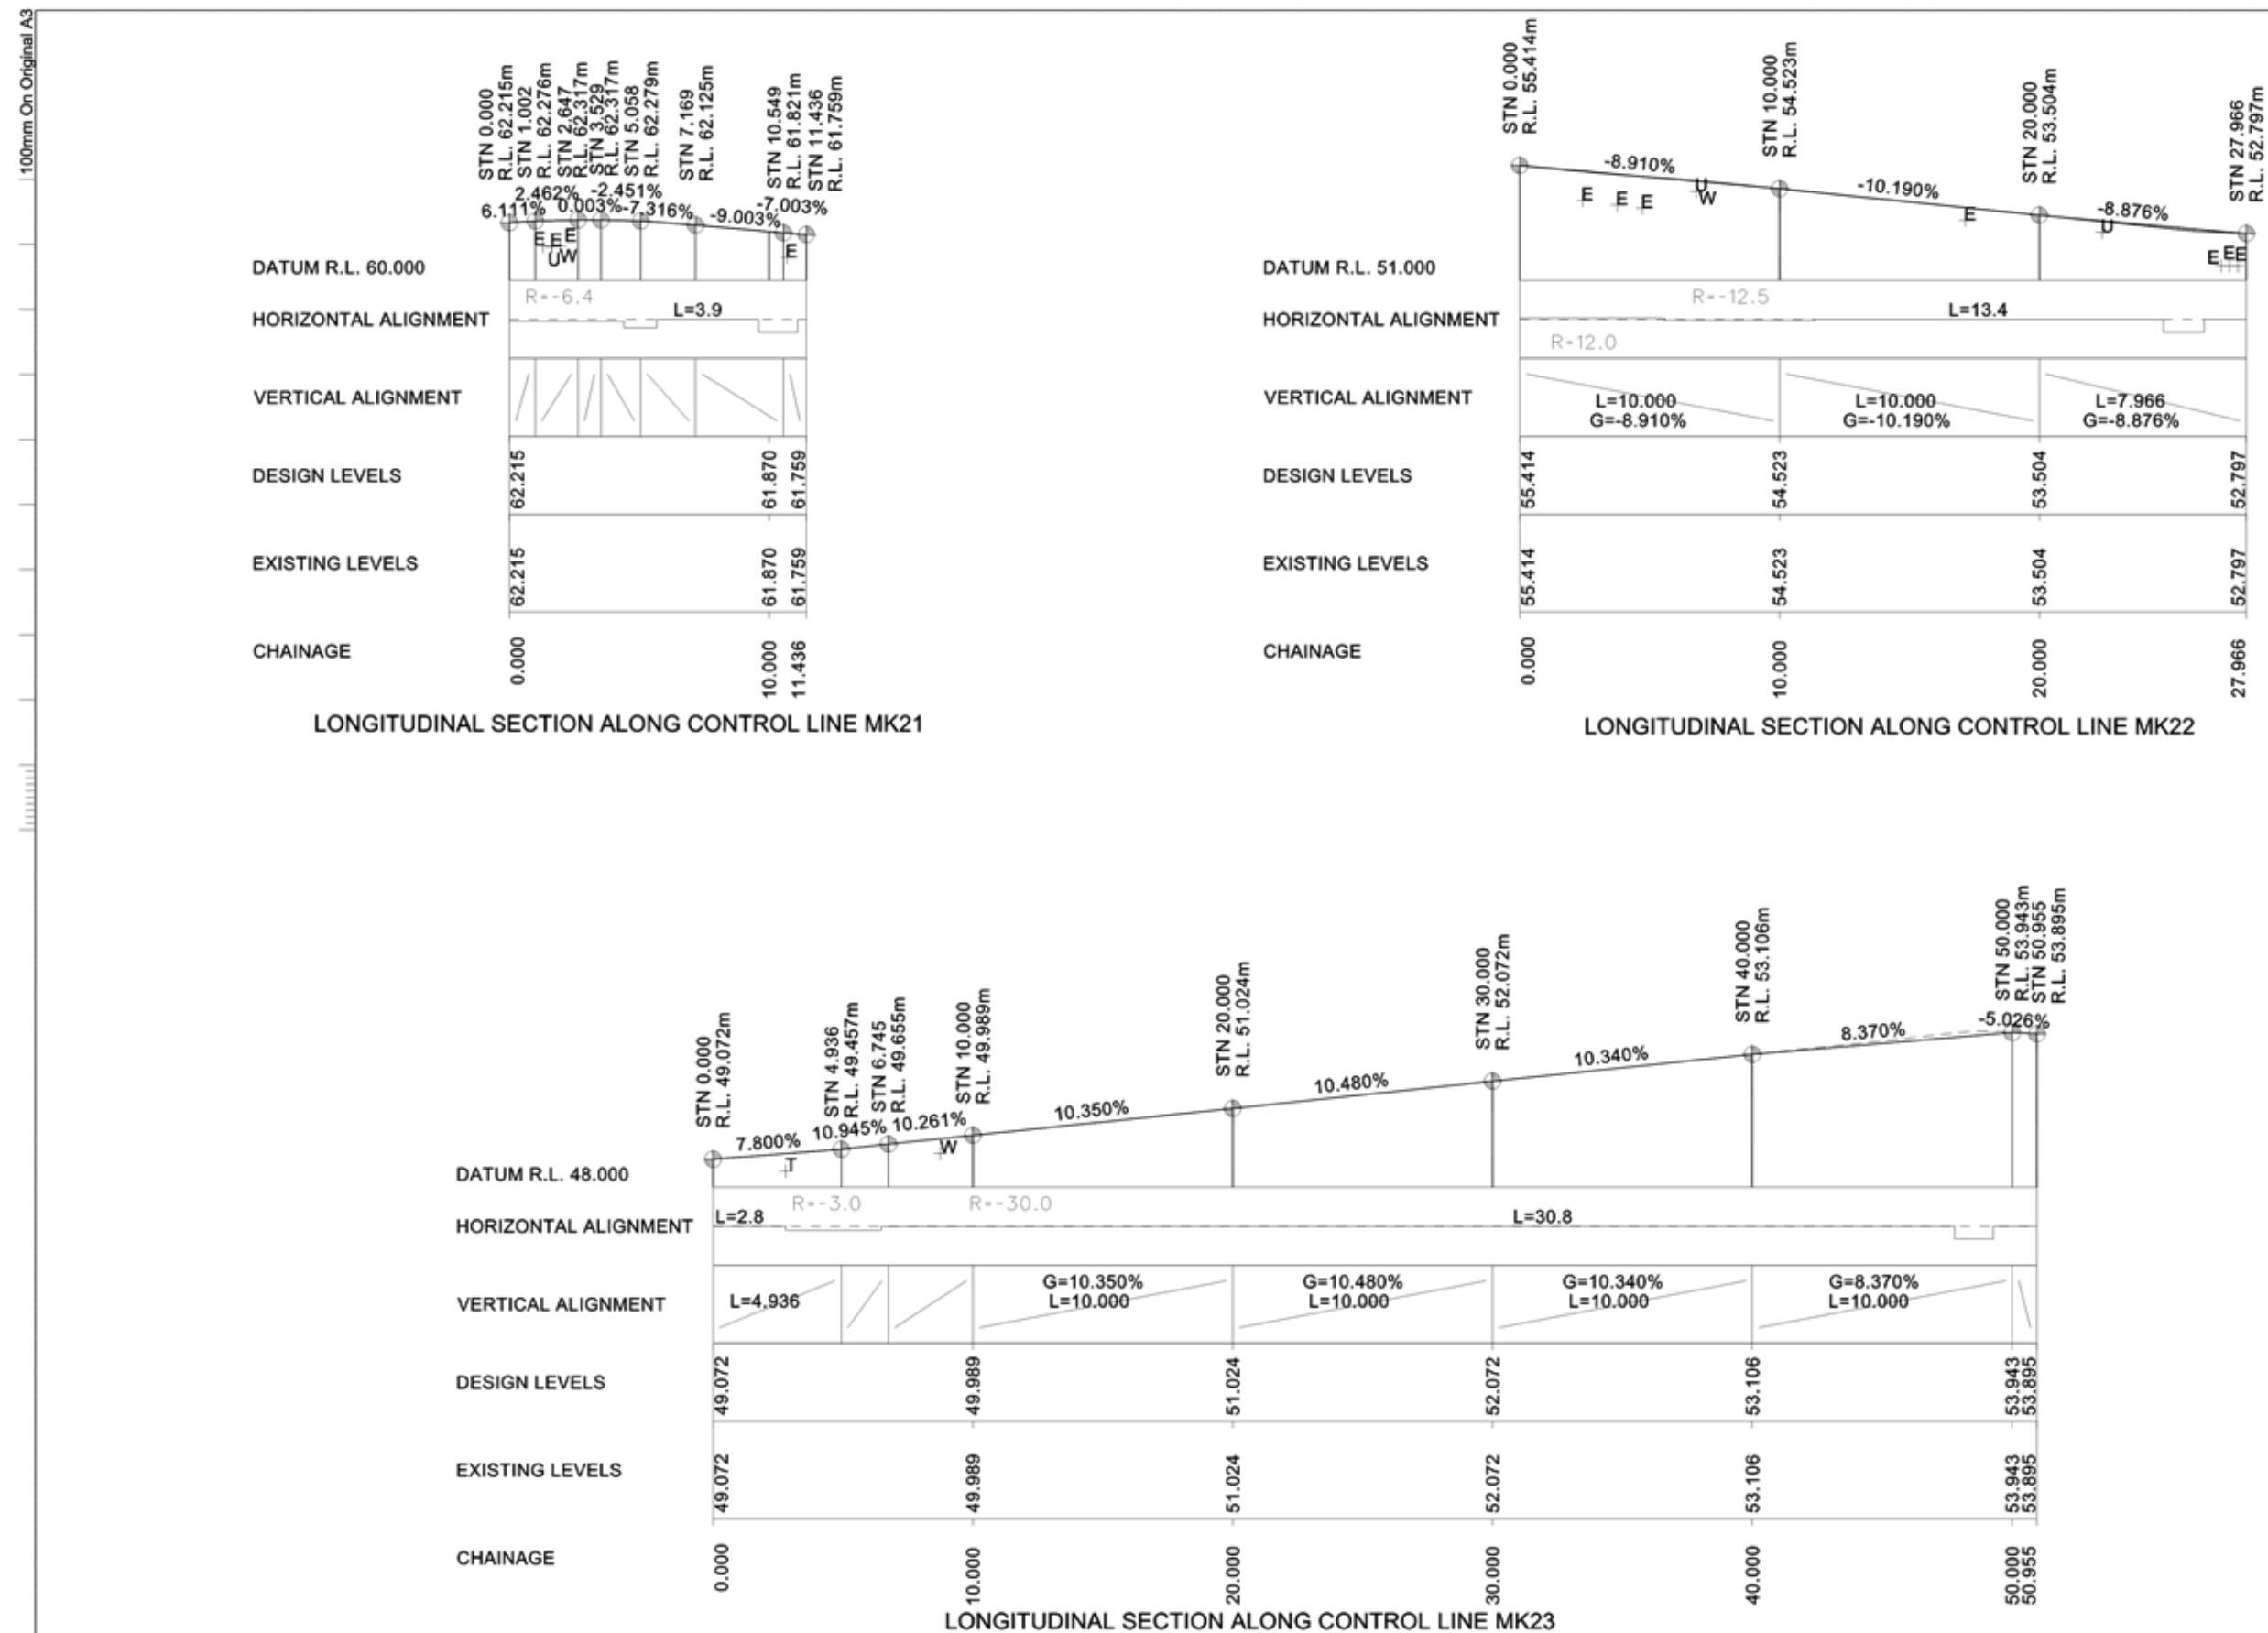 100mm On Original A3
STN 0.000
R.L. 62.215m
STN 1.002
R.L. 62.276m
STN 2.647
R.L. 62.317m
STN 3.529
R.L. 62.317m
STN 5.058
R.L. 62.279m
STN 7.169
R.L. 62.125m
STN 10.549
R.L. 61.821m
STN 11.436
R.L. 61.759m
6.111%
2.462%
0.003%
-2.451%
-7.316%
-9.003%
-7.003%
E
E
E
U
W
E
DATUM R.L. 60.000
R=-6.4
HORIZONTAL ALIGNMENT
L=3.9
VERTICAL ALIGNMENT
DESIGN LEVELS
62.215
61.870
61.759
EXISTING LEVELS
62.215
61.870
61.759
CHAINAGE
0.000
10.000
11.436
LONGITUDINAL SECTION ALONG CONTROL LINE MK21
STN 0.000
R.L. 55.414m
STN 10.000
R.L. 54.523m
STN 20.000
R.L. 53.504m
STN 27.966
R.L. 52.797m
-8.910%
-10.190%
-8.876%
E
E
E
U
W
E
U
E
E
E
DATUM R.L. 51.000
R=-12.5
HORIZONTAL ALIGNMENT
L=13.4
R=12.0
VERTICAL ALIGNMENT
L=10.000
G=-8.910%
L=10.000
G=-10.190%
L=7.966
G=-8.876%
DESIGN LEVELS
55.414
54.523
53.504
52.797
EXISTING LEVELS
55.414
54.523
53.504
52.797
CHAINAGE
0.000
10.000
20.000
27.966
LONGITUDINAL SECTION ALONG CONTROL LINE MK22
STN 0.000
R.L. 49.072m
STN 4.936
R.L. 49.457m
STN 6.745
R.L. 49.655m
STN 10.000
R.L. 49.989m
STN 20.000
R.L. 51.024m
STN 30.000
R.L. 52.072m
STN 40.000
R.L. 53.106m
STN 50.000
R.L. 53.943m
STN 50.955
R.L. 53.895m
7.800%
10.945%
10.261%
10.350%
10.480%
10.340%
8.370%
-5.026%
T
W
DATUM R.L. 48.000
R=-3.0
R=-30.0
HORIZONTAL ALIGNMENT
L=2.8
L=30.8
VERTICAL ALIGNMENT
L=4.936
G=10.350%
L=10.000
G=10.480%
L=10.000
G=10.340%
L=10.000
G=8.370%
L=10.000
DESIGN LEVELS
49.072
49.989
51.024
52.072
53.106
53.943
53.895
EXISTING LEVELS
49.072
49.989
51.024
52.072
53.106
53.943
53.895
CHAINAGE
0.000
10.000
20.000
30.000
40.000
50.000
50.955
LONGITUDINAL SECTION ALONG CONTROL LINE MK23